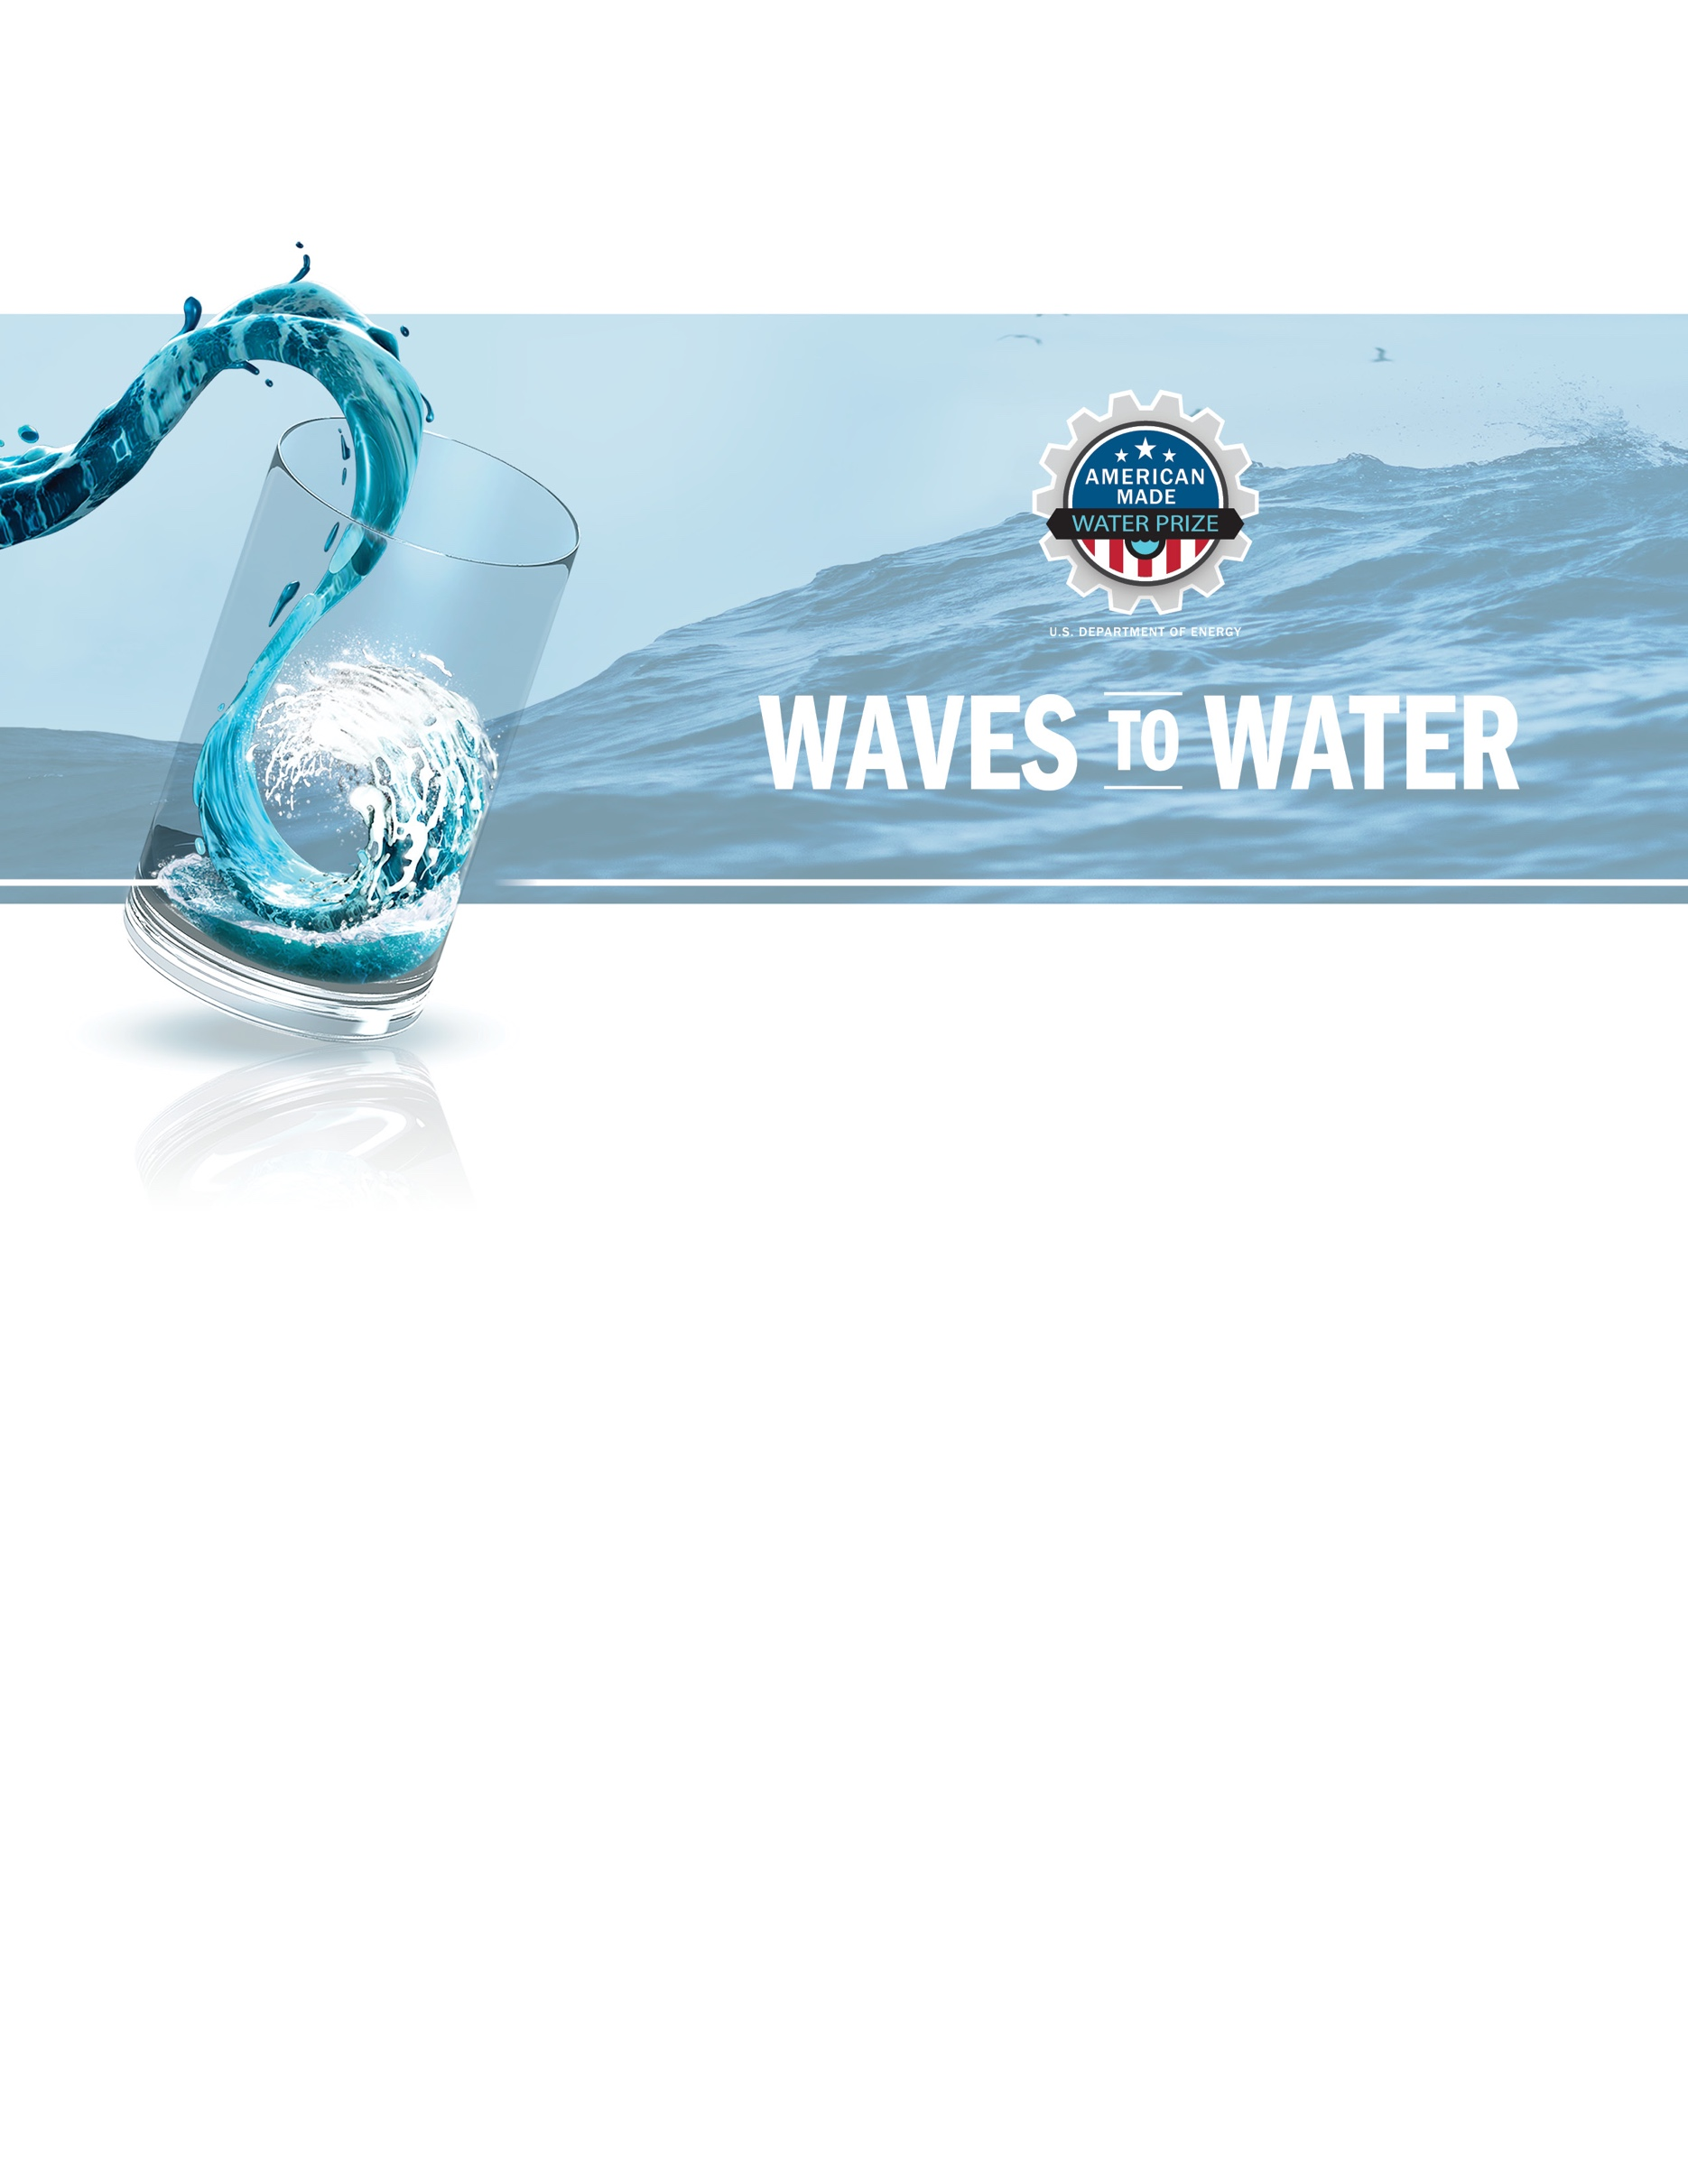 AMERICAN
MADE
WATER PRIZE
U.S. DEPARTMENT OF ENERGY
WAVES TO WATER